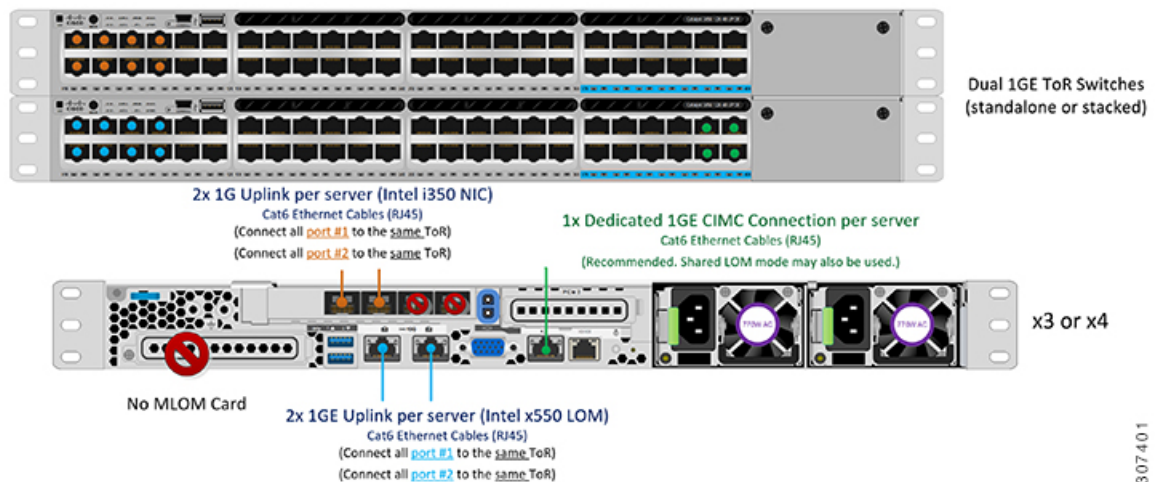 Dual 1GE ToR Switches
(standalone or stacked)
2x 1G Uplink per server (Intel i350 NIC)
Cat6 Ethernet Cables (RJ45)
(Connect all port #1 to the same ToR)
(Connect all port #2 to the same ToR)
1x Dedicated 1GE CIMC Connection per server
Cat6 Ethernet Cables (RJ45)
(Recommended. Shared LOM mode may also be used.)
770W AC
770W AC
x3 or x4
No MLOM Card
2x 1GE Uplink per server (Intel x550 LOM)
Cat6 Ethernet Cables (RJ45)
(Connect all port #1 to the same ToR)
(Connect all port #2 to the same ToR)
307401